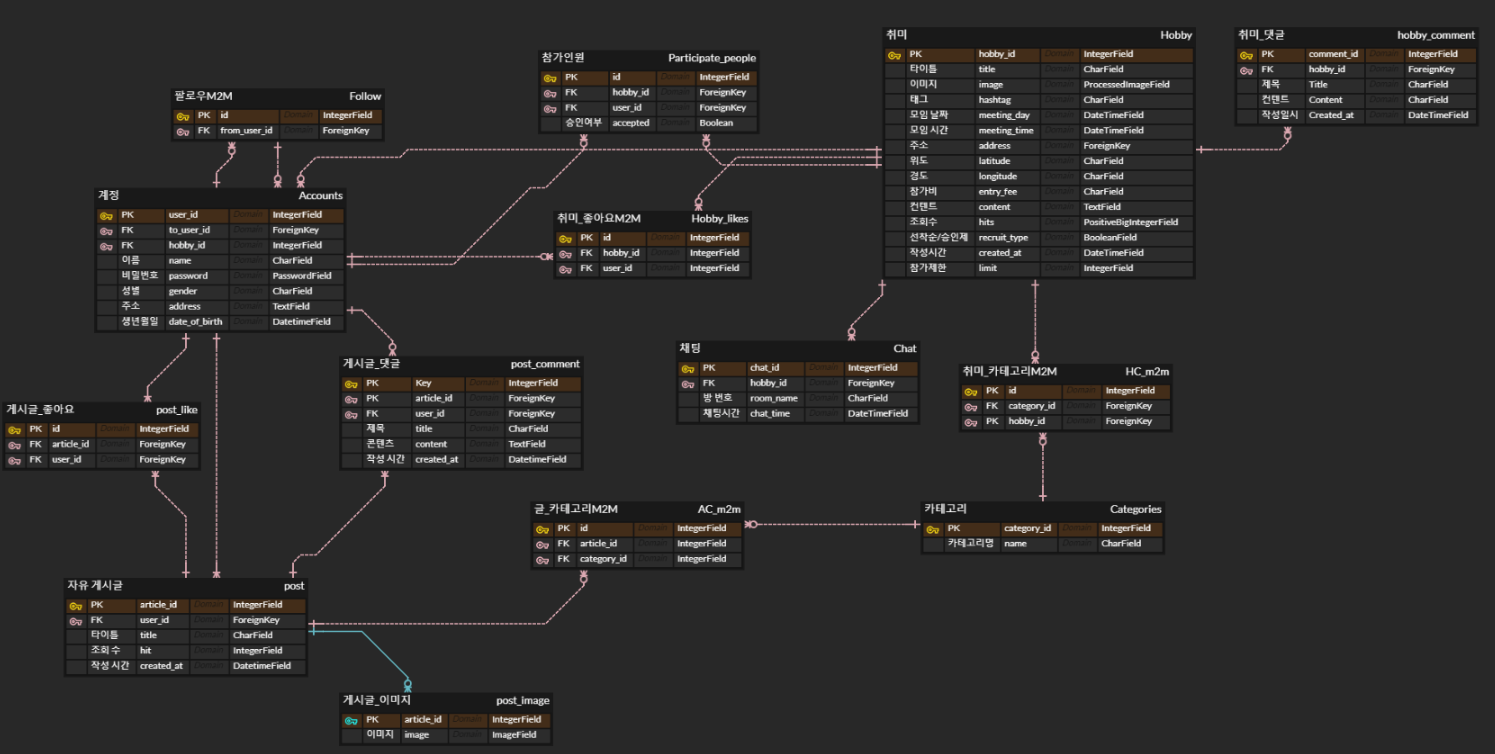 취미 Hobby
PK hobby_id Domain IntegerField
타이틀 title Domain CharField
이미지 image Domain ProcessedImageField
태그 hashtag Domain CharField
모임 날짜 meeting_day Domain DateTimeField
모임 시간 meeting_time Domain DateTimeField
주소 address Domain ForeignKey
위도 latitude Domain CharField
경도 longitude Domain CharField
참가비 entry_fee Domain CharField
컨텐트 content Domain TextField
조회수 hits Domain PositiveBigIntegerField
선착순/승인제 recruit_type Domain BooleanField
작성시간 created_at Domain DateTimeField
참가제한 limit Domain IntegerField
취미_댓글 hobby_comment
PK comment_id Domain IntegerField
FK hobby_id Domain ForeignKey
제목 Title Domain CharField
컨텐트 Content Domain CharField
작성일시 Created_at Domain DateTimeField
참가인원 Participate_people
PK id Domain IntegerField
FK hobby_id Domain ForeignKey
FK user_id Domain ForeignKey
승인여부 accepted Domain Boolean
팔로우M2M Follow
PK id Domain IntegerField
FK from_user_id Domain ForeignKey
계정 Accounts
PK user_id Domain IntegerField
FK to_user_id Domain ForeignKey
FK hobby_id Domain IntegerField
이름 name Domain CharField
비밀번호 password Domain PasswordField
성별 gender Domain CharField
주소 address Domain TextField
생년월일 date_of_birth Domain DatetimeField
취미_좋아요M2M Hobby_likes
PK id Domain IntegerField
FK hobby_id Domain IntegerField
FK user_id Domain IntegerField
게시글_댓글 post_comment
PK Key Domain IntegerField
PK article_id Domain ForeignKey
FK user_id Domain ForeignKey
제목 title Domain CharField
콘텐츠 content Domain TextField
작성 시간 created_at Domain DatetimeField
채팅 Chat
PK chat_id Domain IntegerField
FK hobby_id Domain ForeignKey
방 번호 room_name Domain CharField
채팅시간 chat_time Domain DateTimeField
취미_카테고리M2M HC_m2m
PK id Domain IntegerField
FK category_id Domain ForeignKey
PK hobby_id Domain ForeignKey
게시글_좋아요 post_like
PK id Domain IntegerField
FK article_id Domain ForeignKey
FK user_id Domain ForeignKey
글_카테고리M2M AC_m2m
PK id Domain IntegerField
FK article_id Domain IntegerField
FK category_id Domain IntegerField
카테고리 Categories
PK category_id Domain IntegerField
카테고리명 name Domain CharField
자유 게시글 post
PK article_id Domain IntegerField
FK user_id Domain ForeignKey
타이틀 title Domain CharField
조회 수 hit Domain IntegerField
작성 시간 created_at Domain DatetimeField
게시글_이미지 post_image
PK article_id Domain IntegerField
이미지 image Domain ImageField